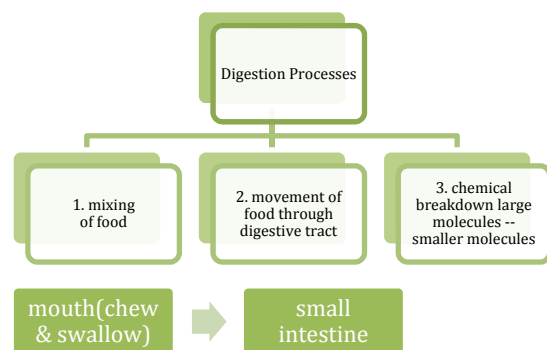 Digestion Processes
1. mixing
of food
2. movement of
food through
digestive tract
3. chemical
breakdown large
molecules --
smaller molecules
mouth(chew
& swallow)
small
intestine